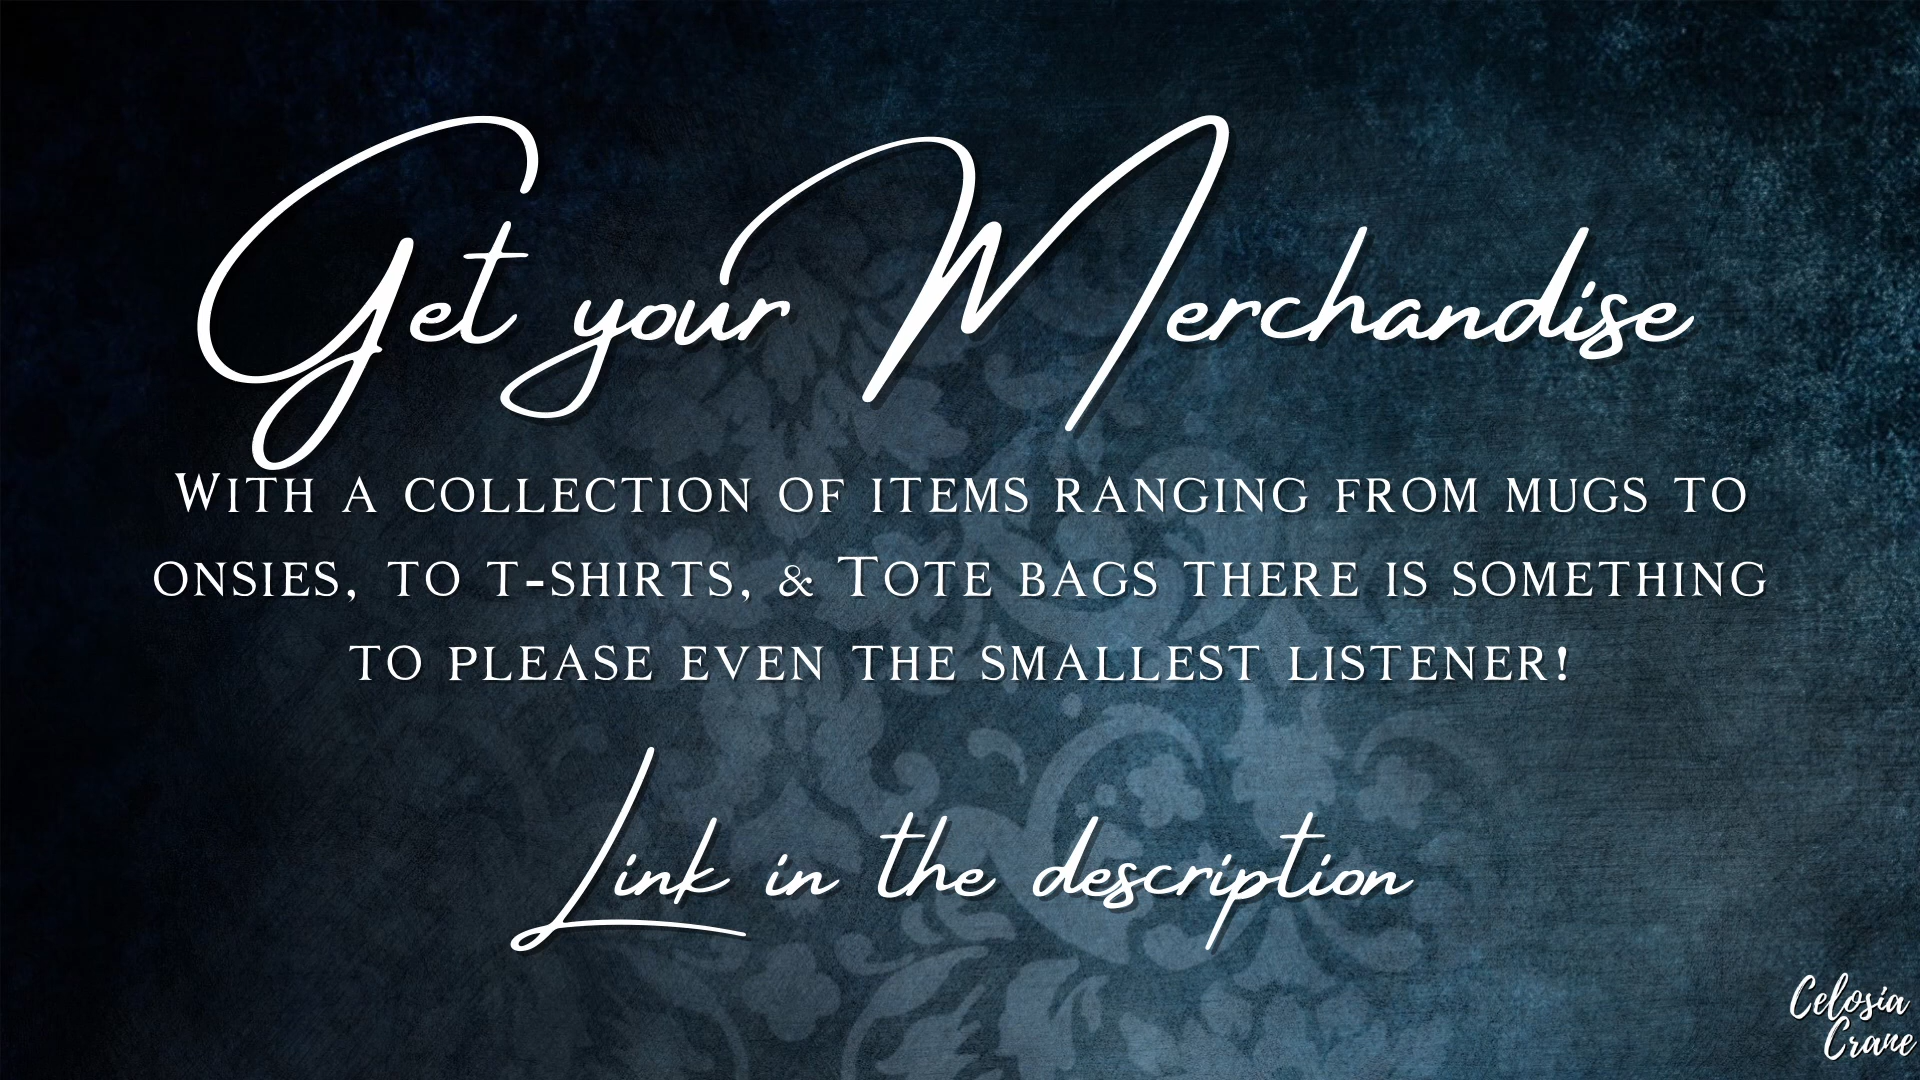 Get your Merchandise
With a collection of items ranging from mugs to
onsies, to t-shirts, & Tote bags there is something
to please even the smallest listener!
Link in the description
Celosia
Crane